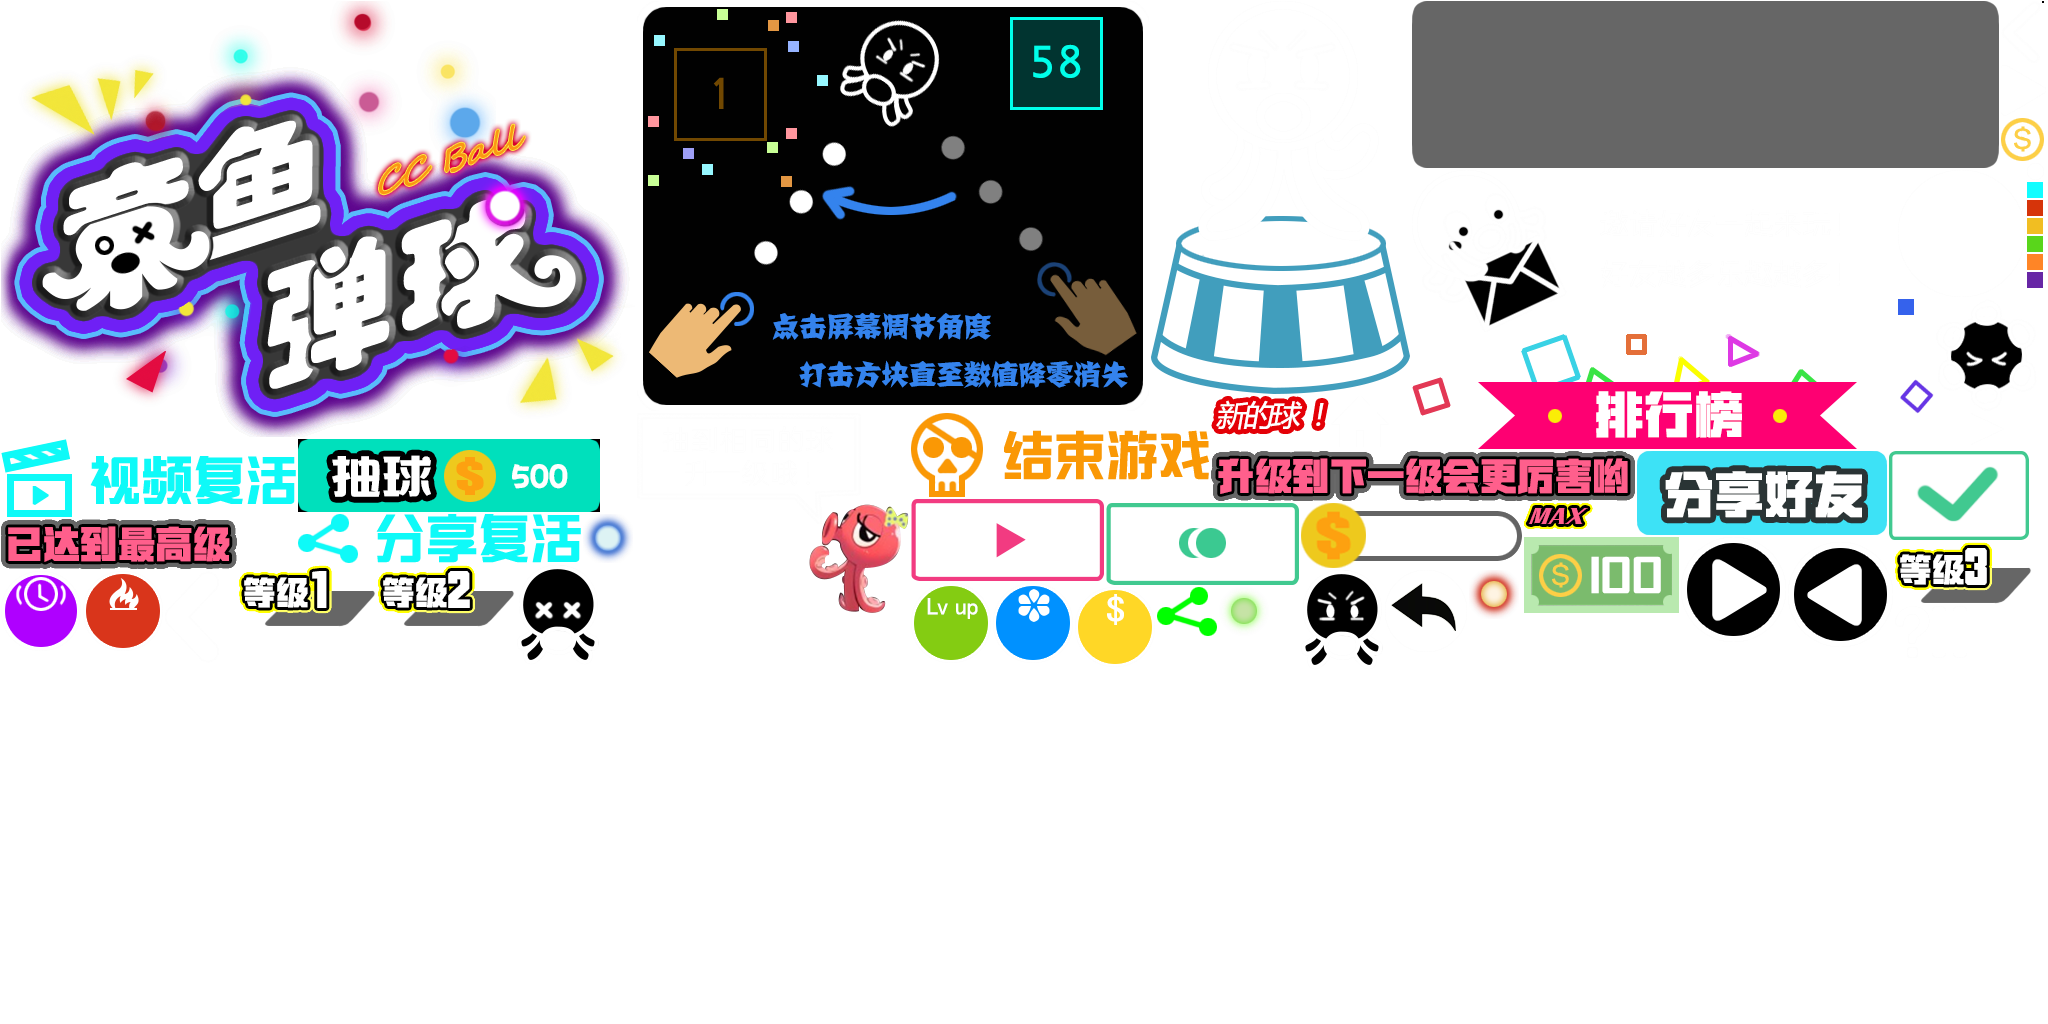 章鱼
弹球
CC Ball
1
58
点击屏幕调节角度
打击方块直至数值降零消失
$
新的球！
排行榜
视频复活
抽球 $ 500
结束游戏
升级到下一级会更厉害哟
分享好友
已达到最高级
分享复活
$
MAX
$ 100
等级1
等级2
等级3
Lv up
$